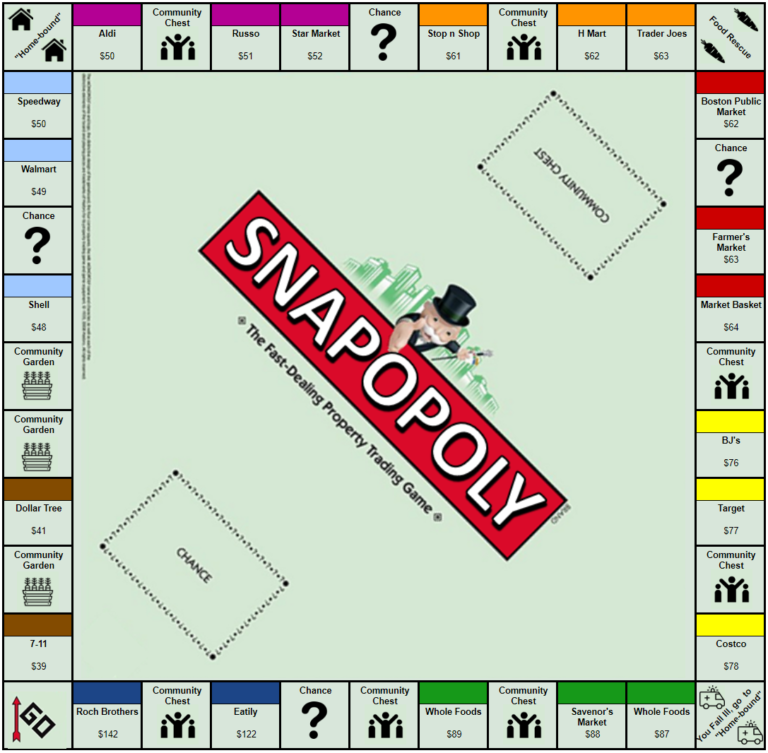 "Home-bound"
Aldi
$50
Community
Chest
Russo
$51
Star Market
$52
Chance
?
Stop n Shop
$61
Community
Chest
H Mart
$62
Trader Joes
$63
Food Rescue
Speedway
$50
Walmart
$49
Chance
?
Shell
$48
Community
Garden
Community
Garden
Dollar Tree
$41
Community
Garden
7-11
$39
COMMUNITY CHEST
SNAPOPOLY
The Fast-Dealing Property Trading Game
BRAND
CHANCE
Boston Public
Market
$62
Chance
?
Farmer's
Market
$63
Market Basket
$64
Community
Chest
BJ's
$76
Target
$77
Community
Chest
Costco
$78
GO
Roch Brothers
$142
Community
Chest
Eatily
$122
Chance
?
Community
Chest
Whole Foods
$89
Community
Chest
Savenor's
Market
$88
Whole Foods
$87
You Fall Ill, go to
"Home-bound"